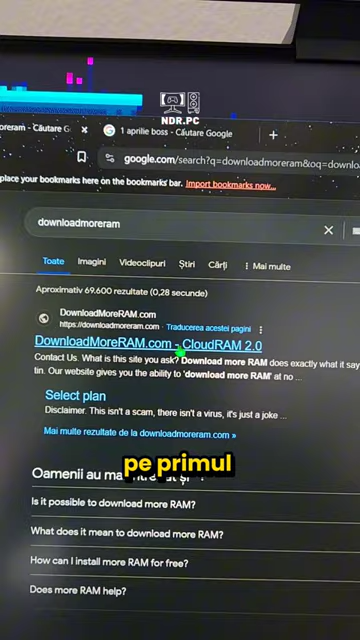 NDR.PC
oreram - Căutare G
1 aprilie boss - Căutare Google
google.com/search?q=downloadmoreram&oq=downlo
place your bookmarks here on the bookmarks bar. Import bookmarks now...
downloadmoreram
Toate Imagini Videoclipuri Știri Cărți Mai multe
Aproximativ 69.600 rezultate (0,28 secunde)
DownloadMoreRAM.com
https://downloadmoreram.com · Traducerea acestei pagini
DownloadMoreRAM.com - CloudRAM 2.0
Contact Us. What is this site you ask? Download more RAM does exactly what it say
tin. Our website gives you the ability to 'download more RAM' at no ...
Select plan
Disclaimer. This isn't a scam, there isn't a virus, it's just a joke ...
Mai multe rezultate de la downloadmoreram.com »
Oamenii au ma
pe primul
Is it possible to download more RAM?
What does it mean to download more RAM?
How can I install more RAM for free?
Does more RAM help?